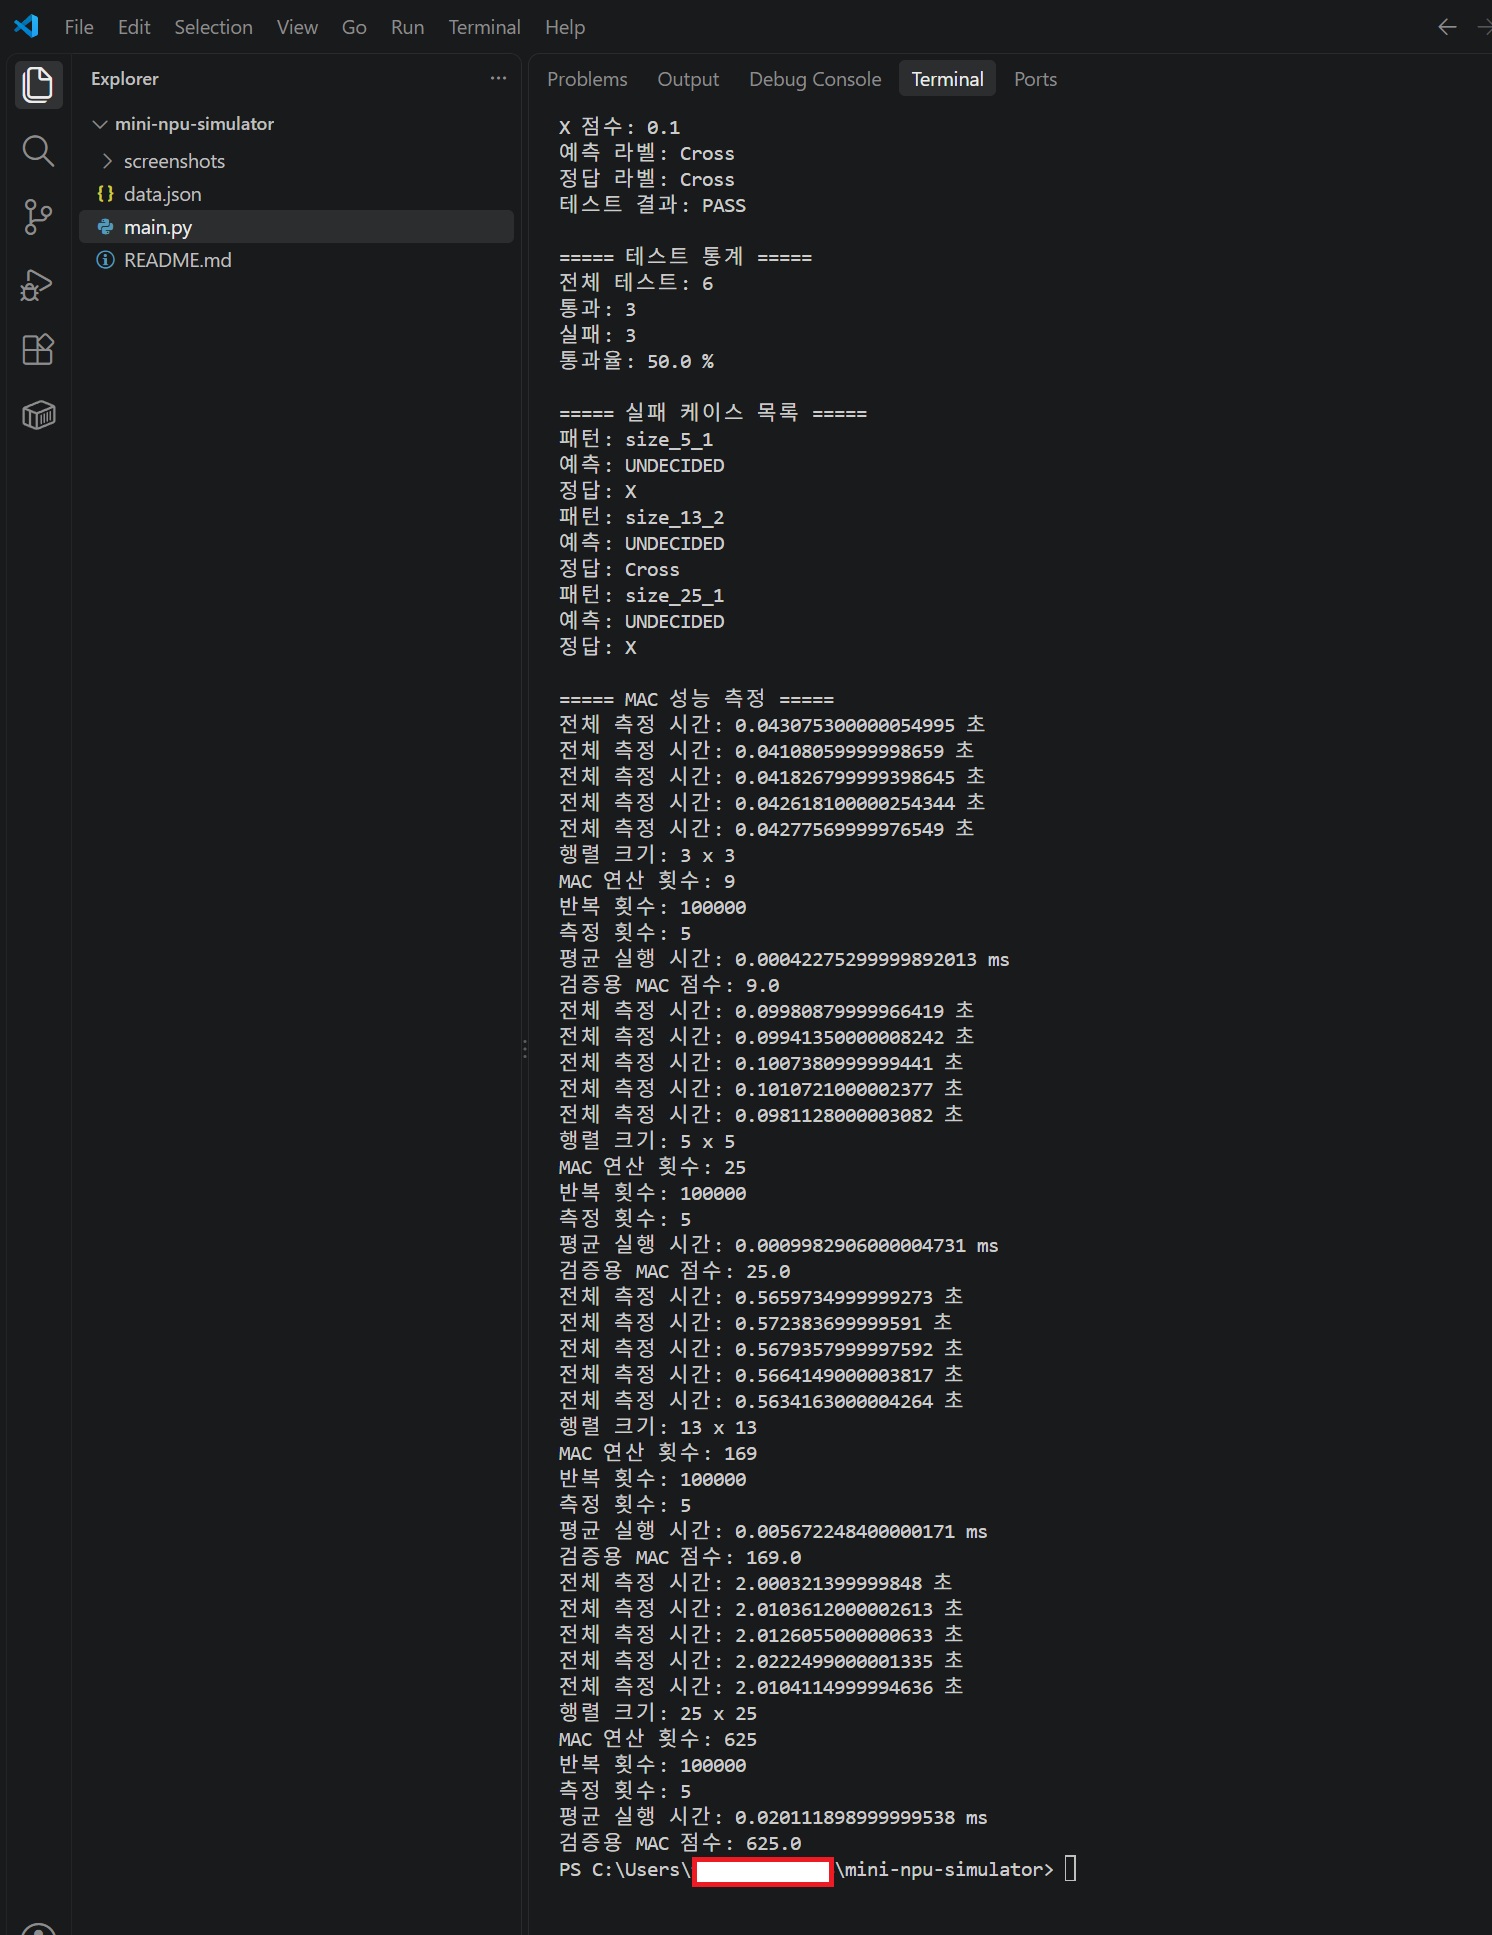 File Edit Selection View Go Run Terminal Help
Explorer
mini-npu-simulator
screenshots
data.json
main.py
README.md
Problems Output Debug Console Terminal Ports
X 점수: 0.1
예측 라벨: Cross
정답 라벨: Cross
테스트 결과: PASS
===== 테스트 통계 =====
전체 테스트: 6
통과: 3
실패: 3
통과율: 50.0 %
===== 실패 케이스 목록 =====
패턴: size_5_1
예측: UNDECIDED
정답: X
패턴: size_13_2
예측: UNDECIDED
정답: Cross
패턴: size_25_1
예측: UNDECIDED
정답: X
===== MAC 성능 측정 =====
전체 측정 시간: 0.043075300000054995 초
전체 측정 시간: 0.04108059999998659 초
전체 측정 시간: 0.041826799999398645 초
전체 측정 시간: 0.042618100000254344 초
전체 측정 시간: 0.04277569999976549 초
행렬 크기: 3 x 3
MAC 연산 횟수: 9
반복 횟수: 100000
측정 횟수: 5
평균 실행 시간: 0.00042275299999892013 ms
검증용 MAC 점수: 9.0
전체 측정 시간: 0.09980879999966419 초
전체 측정 시간: 0.09941350000008242 초
전체 측정 시간: 0.1007380999999441 초
전체 측정 시간: 0.1010721000002377 초
전체 측정 시간: 0.0981128000003082 초
행렬 크기: 5 x 5
MAC 연산 횟수: 25
반복 횟수: 100000
측정 횟수: 5
평균 실행 시간: 0.0009982906000004731 ms
검증용 MAC 점수: 25.0
전체 측정 시간: 0.5659734999999273 초
전체 측정 시간: 0.572383699999591 초
전체 측정 시간: 0.5679357999997592 초
전체 측정 시간: 0.5664149000003817 초
전체 측정 시간: 0.5634163000004264 초
행렬 크기: 13 x 13
MAC 연산 횟수: 169
반복 횟수: 100000
측정 횟수: 5
평균 실행 시간: 0.005672248400000171 ms
검증용 MAC 점수: 169.0
전체 측정 시간: 2.000321399999848 초
전체 측정 시간: 2.0103612000002613 초
전체 측정 시간: 2.0126055000000633 초
전체 측정 시간: 2.0222499000001335 초
전체 측정 시간: 2.0104114999994636 초
행렬 크기: 25 x 25
MAC 연산 횟수: 625
반복 횟수: 100000
측정 횟수: 5
평균 실행 시간: 0.020111898999999538 ms
검증용 MAC 점수: 625.0
PS C:\Users\ \mini-npu-simulator>